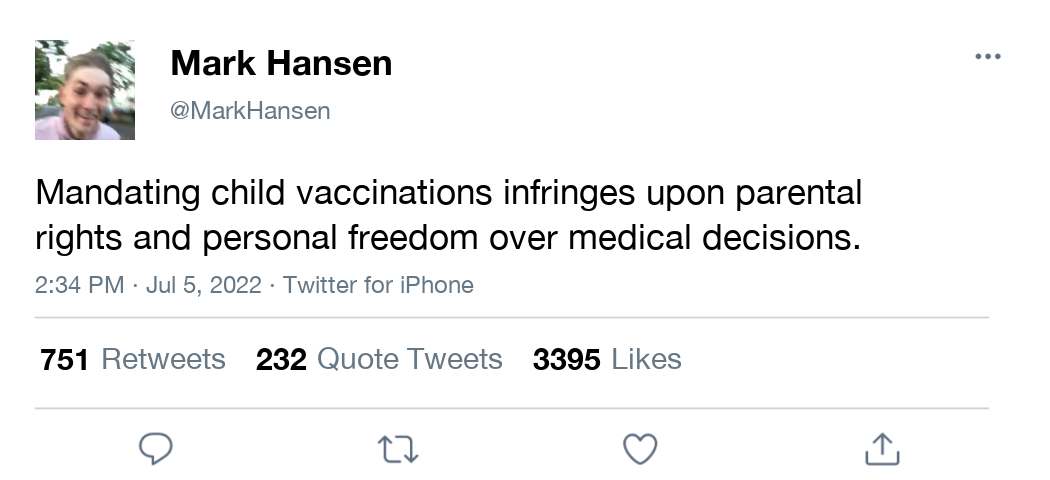 Mark Hansen
@MarkHansen
Mandating child vaccinations infringes upon parental
rights and personal freedom over medical decisions.
2:34 PM · Jul 5, 2022 · Twitter for iPhone
751 Retweets 232 Quote Tweets 3395 Likes